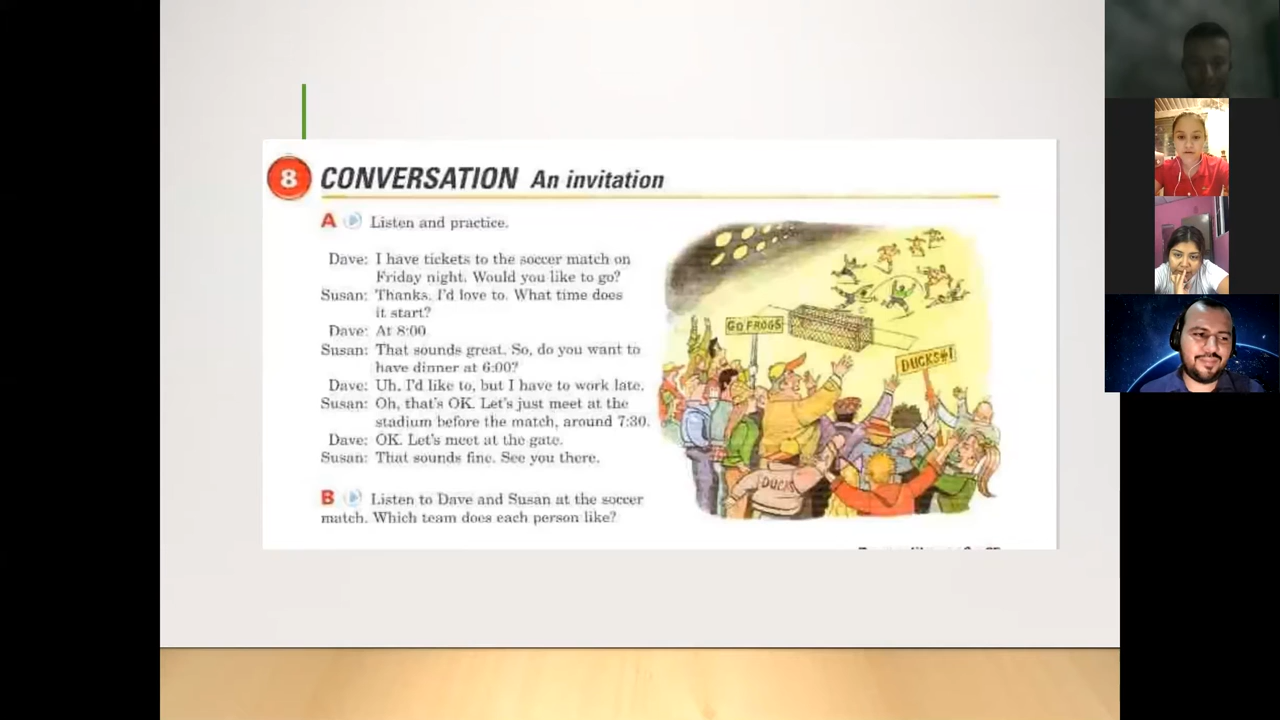 8 CONVERSATION An invitation
A Listen and practice.
Dave: I have tickets to the soccer match on
Friday night. Would you like to go?
Susan: Thanks. I'd love to. What time does
it start?
Dave: At 8:00.
Susan: That sounds great. So, do you want to
have dinner at 6:00?
Dave: Uh, I'd like to, but I have to work late.
Susan: Oh, that's OK. Let's just meet at the
stadium before the match, around 7:30.
Dave: OK. Let's meet at the gate.
Susan: That sounds fine. See you there.
B Listen to Dave and Susan at the soccer
match. Which team does each person like?
GO FROGS
DUCKS#1
DUCKS